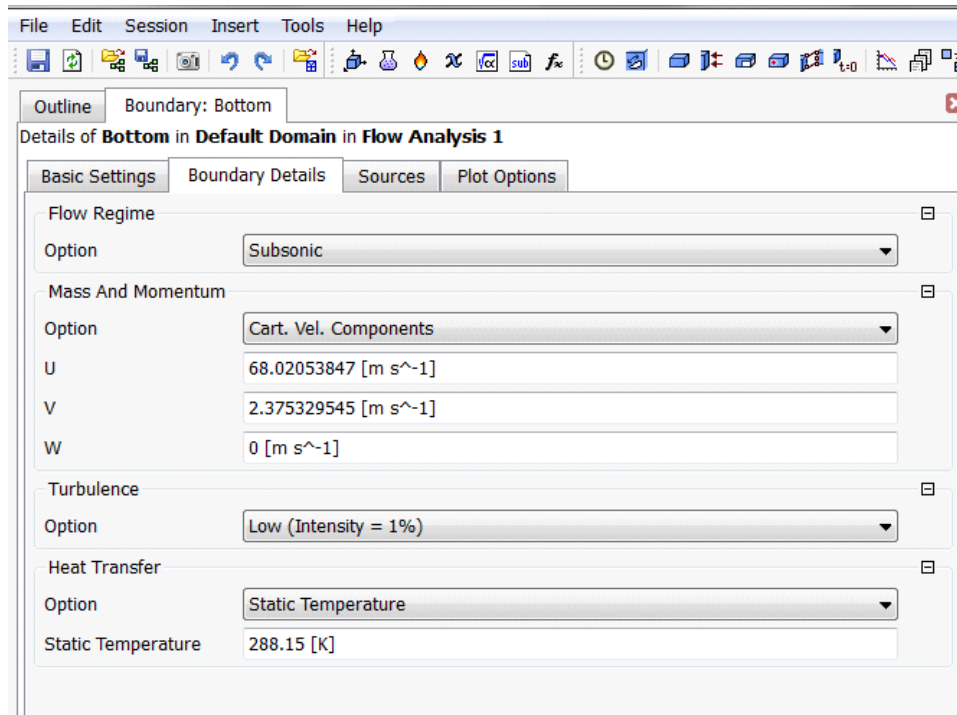 File Edit Session Insert Tools Help
√α sub fx t=0
Outline Boundary: Bottom
Details of Bottom in Default Domain in Flow Analysis 1
Basic Settings Boundary Details Sources Plot Options
Flow Regime
Option Subsonic
Mass And Momentum
Option Cart. Vel. Components
U 68.02053847 [m s^-1]
V 2.375329545 [m s^-1]
W 0 [m s^-1]
Turbulence
Option Low (Intensity = 1%)
Heat Transfer
Option Static Temperature
Static Temperature 288.15 [K]